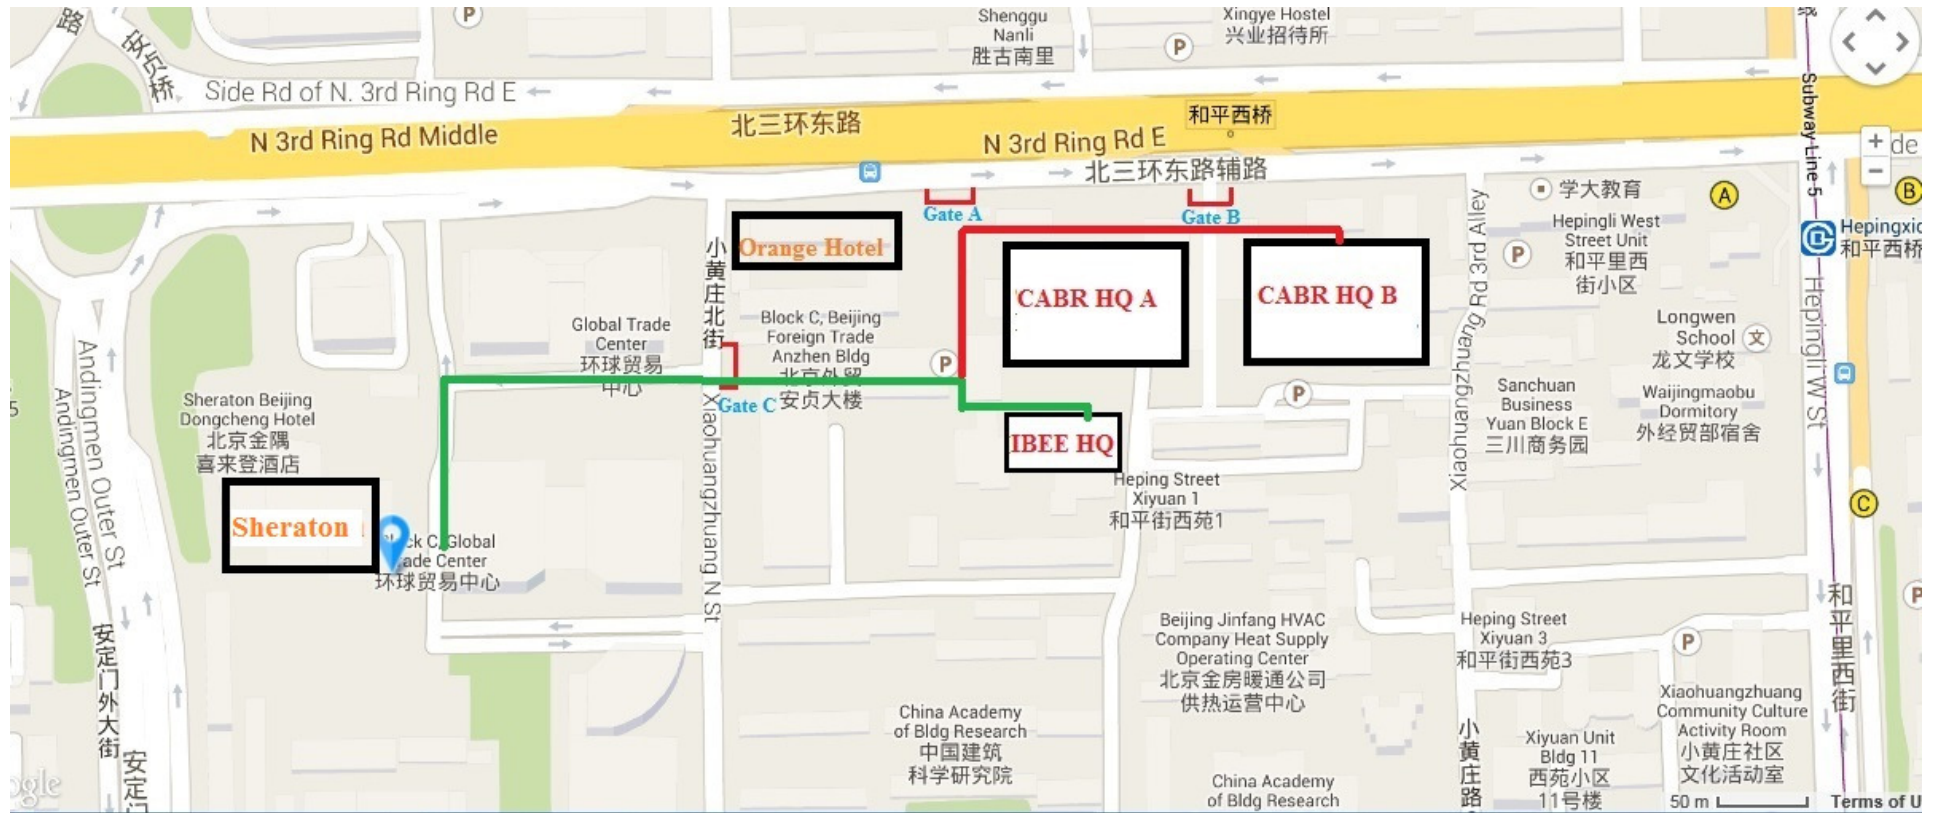 路
安贞桥
P
Shenggu
Nanli
胜古南里
Xingye Hostel
兴业招待所
P
Side Rd of N. 3rd Ring Rd E
N 3rd Ring Rd Middle
北三环东路
N 3rd Ring Rd E
和平西桥
北三环东路辅路
Subway Line 5
+
−
Gate A
Gate B
学大教育
A
B
Orange Hotel
小黄庄北街
CABR HQ A
CABR HQ B
Xiaohuangzhuang Rd 3rd Alley
Hepingli West
Street Unit
和平里西
街小区
P
和平西桥
Global Trade
Center
环球贸易
中心
Block C, Beijing
Foreign Trade
Anzhen Bldg
北京外贸
安贞大楼
P
Longwen
School
龙文学校
文
Hepingli W St
Andingmen Outer St
Andingmen Outer St
Sheraton Beijing
Dongcheng Hotel
北京金隅
喜来登酒店
Gate C
Xiaohuangzhuang N St
P
Sanchuan
Business
Yuan Block E
三川商务园
Waijingmaobu
Dormitory
外经贸部宿舍
IBEE HQ
Sheraton
Global
Center
环球贸易中心
Heping Street
Xiyuan 1
和平街西苑1
C
安定门外大街
Beijing Jinfang HVAC
Company Heat Supply
Operating Center
北京金房暖通公司
供热运营中心
Heping Street
Xiyuan 3
和平街西苑3
P
P
和平里西街
China Academy
of Bldg Research
中国建筑
科学研究院
China Academy
of Bldg Research
小黄庄路
Xiyuan Unit
Bldg 11
西苑小区
11号楼
Xiaohuangzhuang
Community Culture
Activity Room
小黄庄社区
文化活动室
安定门
50 m
Terms of U